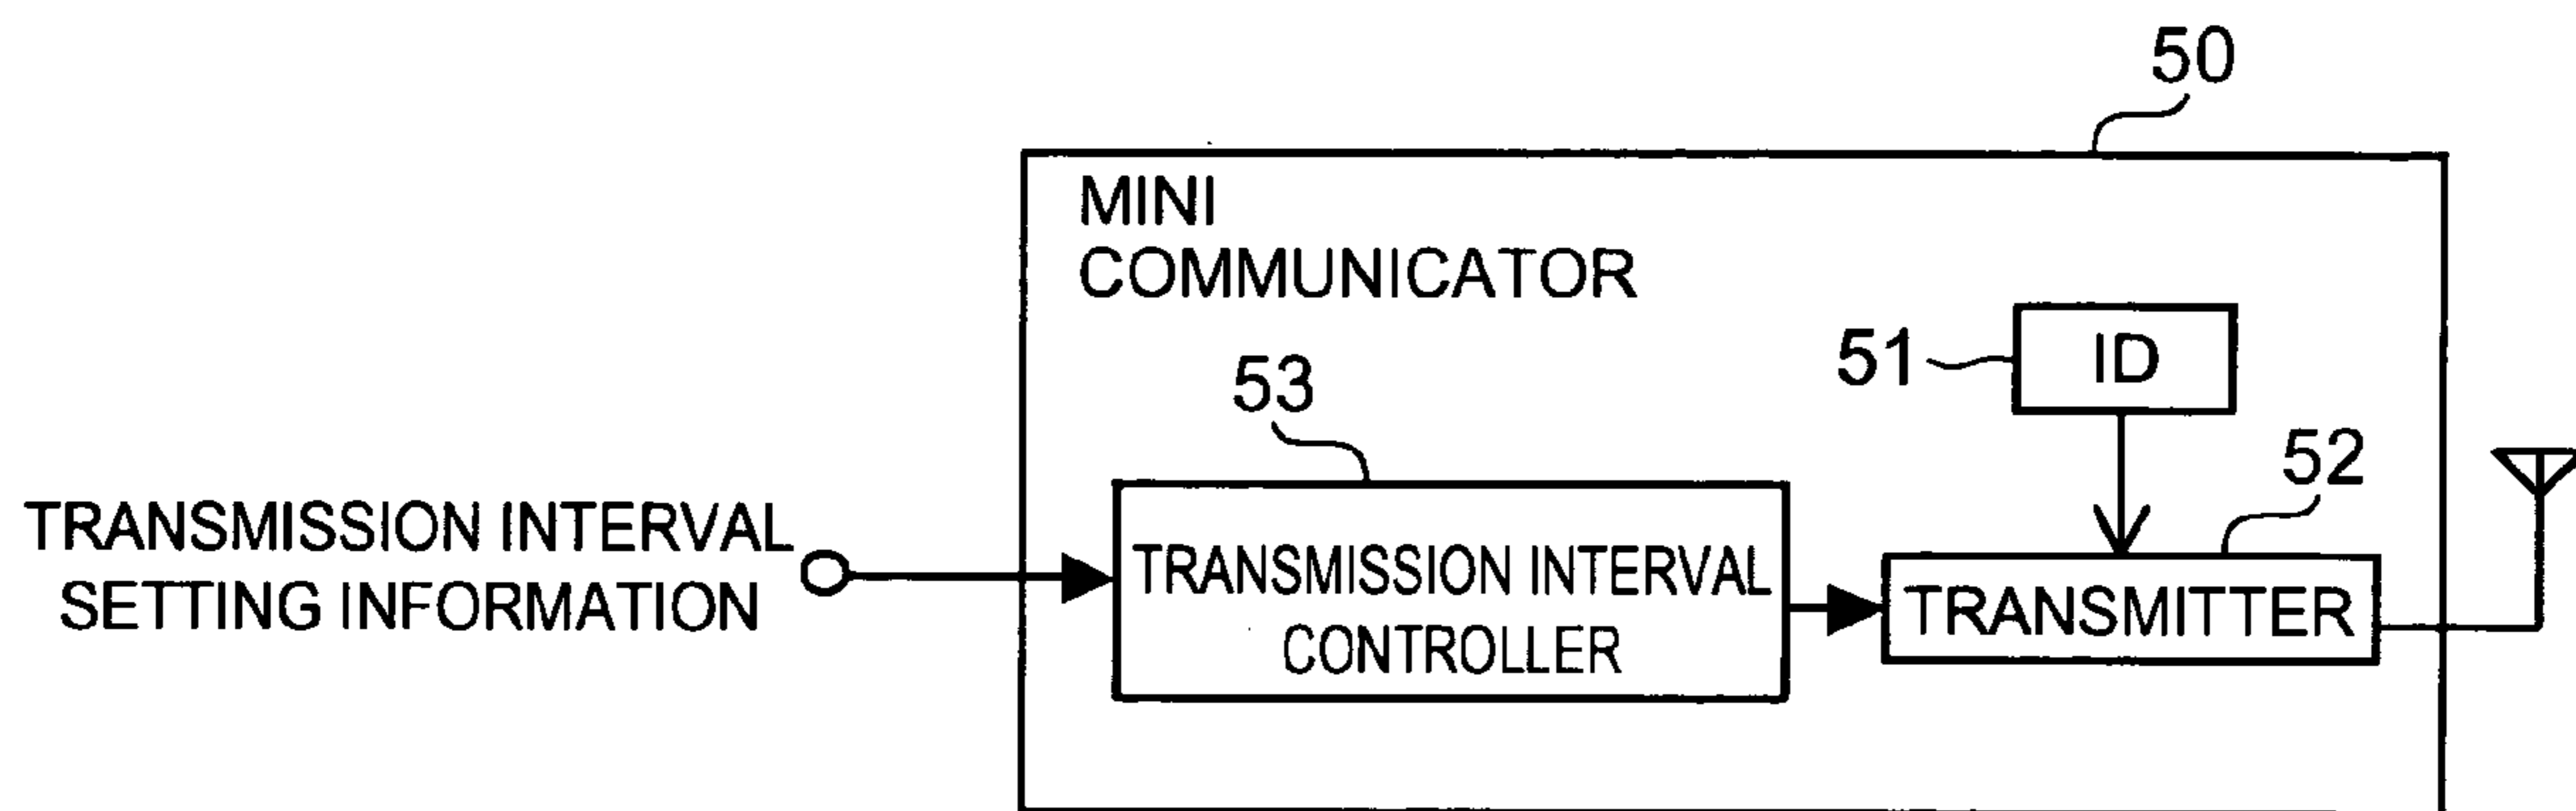 50
MINI
COMMUNICATOR
51
ID
53
52
TRANSMISSION INTERVAL
SETTING INFORMATION
TRANSMISSION INTERVAL
CONTROLLER
TRANSMITTER